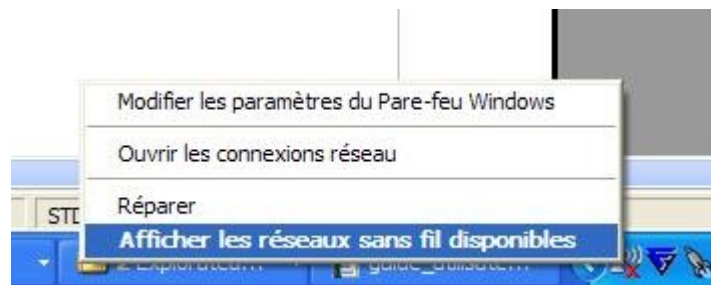 Modifier les paramètres du Pare-feu Windows
Ouvrir les connexions réseau
Réparer
STD
Afficher les réseaux sans fil disponibles